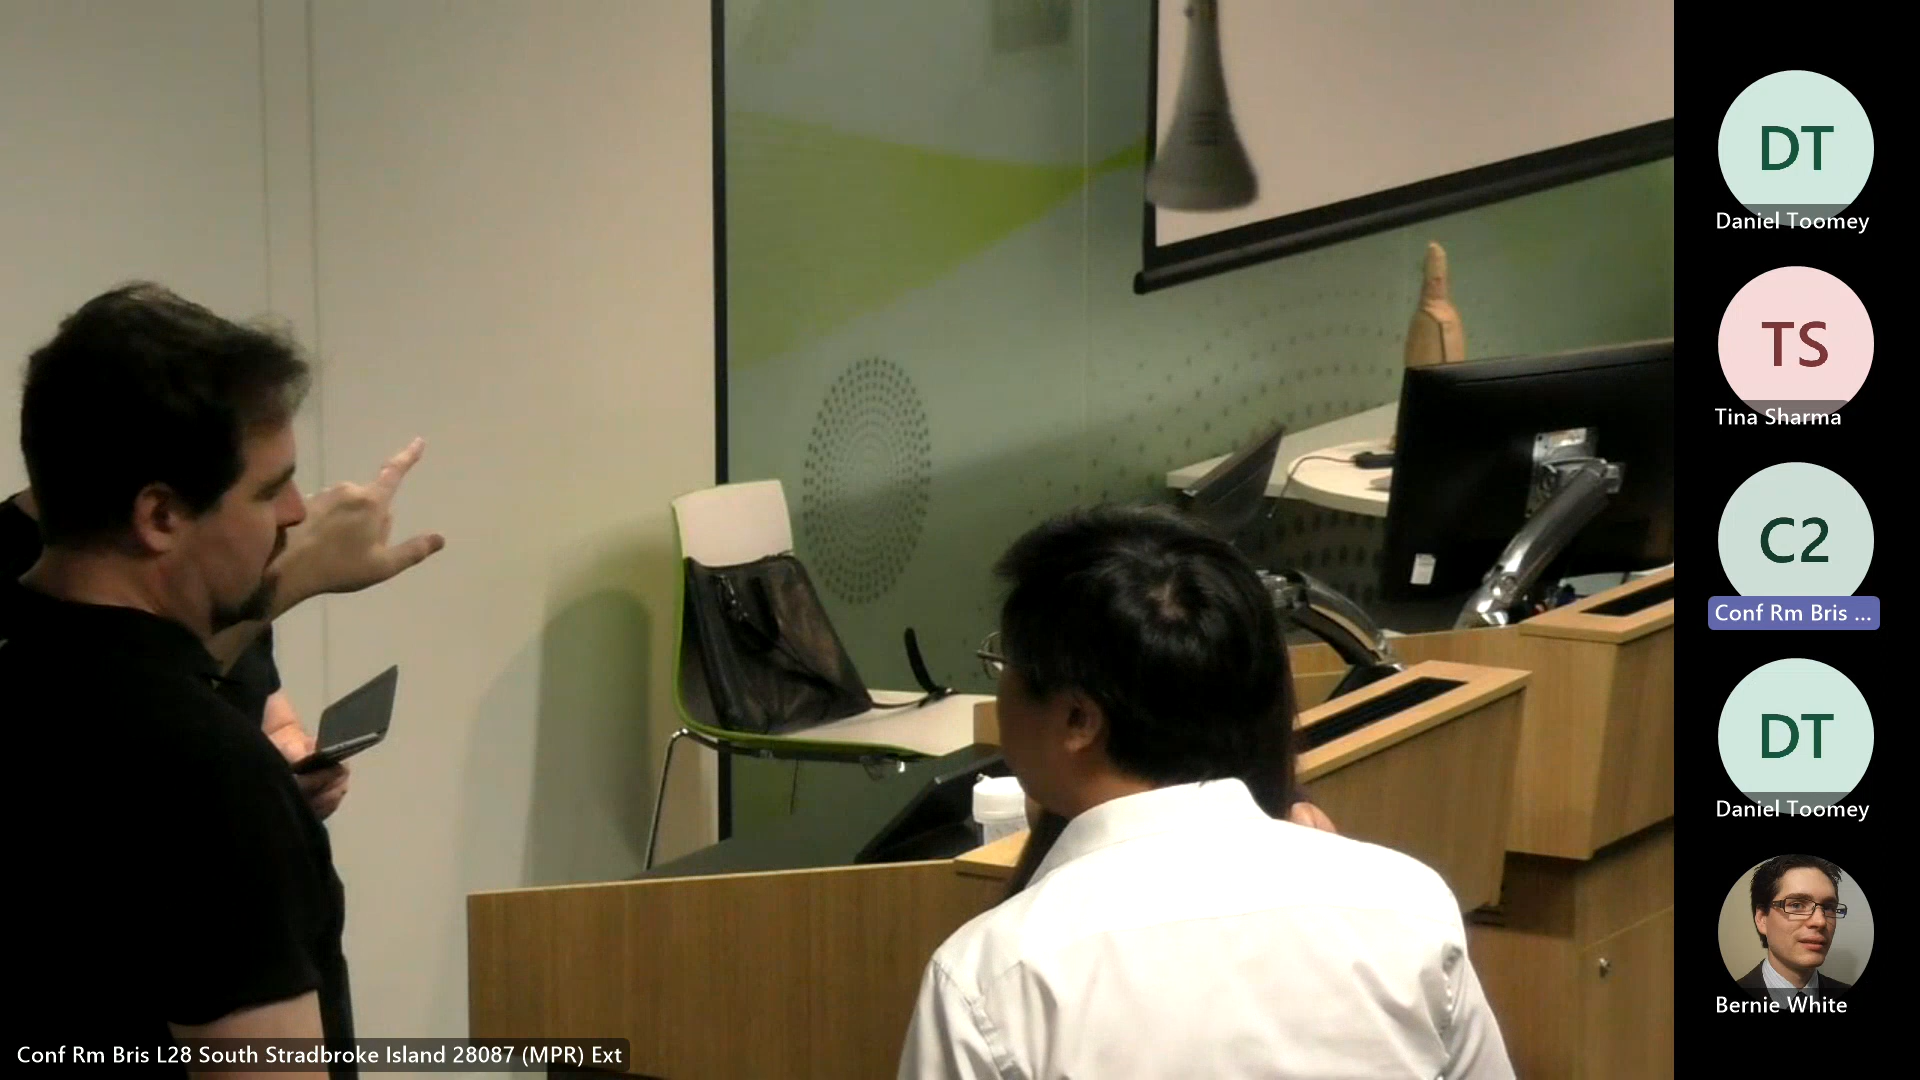 DT
Daniel Toomey
TS
Tina Sharma
C2
Conf Rm Bris ...
DT
Daniel Toomey
Bernie White
Conf Rm Bris L28 South Stradbroke Island 28087 (MPR) Ext